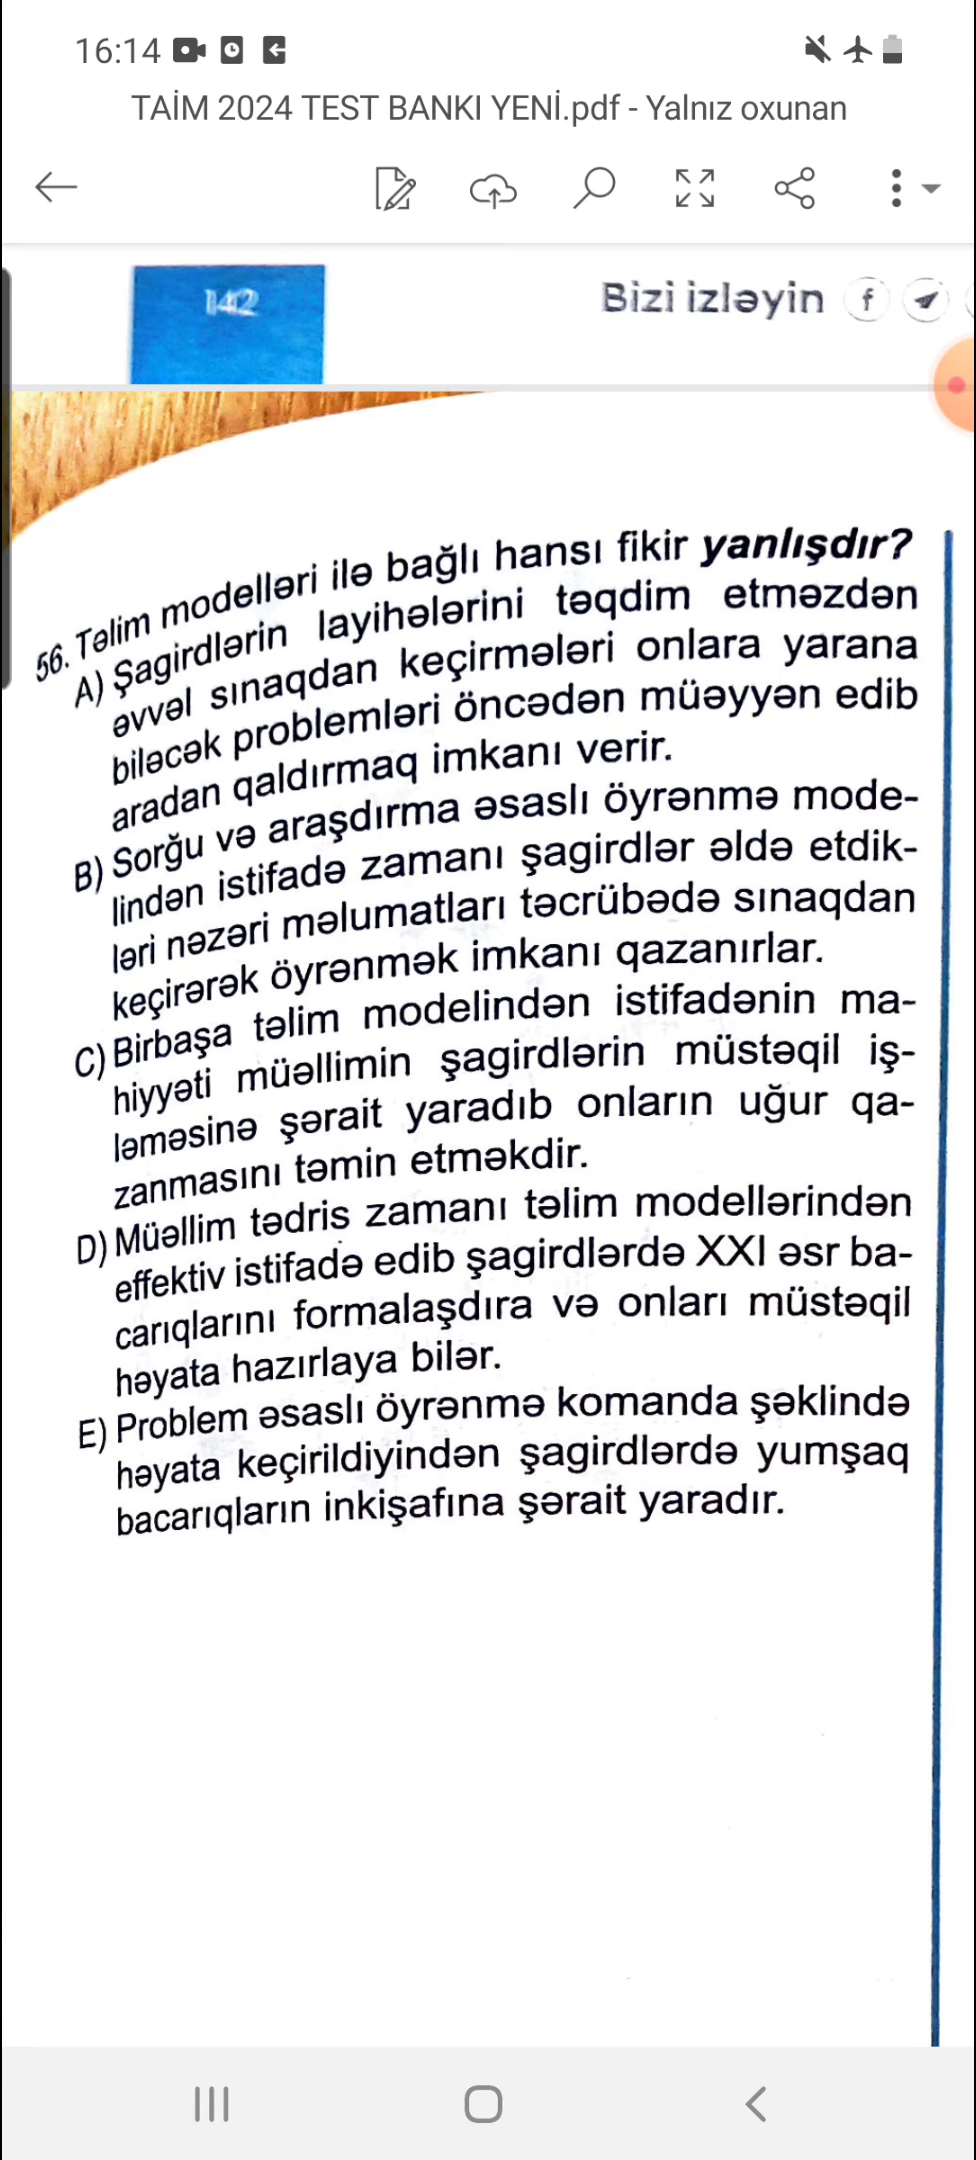 16:14
TAİM 2024 TEST BANKI YENİ.pdf - Yalnız oxunan
142
Bizi izləyin
56. Təlim modelləri ilə bağlı hansı fikir yanlışdır?
A) Şagirdlərin layihələrini təqdim etməzdən
əvvəl sınaqdan keçirmələri onlara yarana
biləcək problemləri öncədən müəyyən edib
aradan qaldırmaq imkanı verir.
B) Sorğu və araşdırma əsaslı öyrənmə mode-
lindən istifadə zamanı şagirdlər əldə etdik-
ləri nəzəri məlumatları təcrübədə sınaqdan
keçirərək öyrənmək imkanı qazanırlar.
C) Birbaşa təlim modelindən istifadənin ma-
hiyyəti müəllimin şagirdlərin müstəqil iş-
ləməsinə şərait yaradıb onların uğur qa-
zanmasını təmin etməkdir.
D) Müəllim tədris zamanı təlim modellərindən
effektiv istifadə edib şagirdlərdə XXI əsr ba-
carıqlarını formalaşdıra və onları müstəqil
həyata hazırlaya bilər.
E) Problem əsaslı öyrənmə komanda şəklində
həyata keçirildiyindən şagirdlərdə yumşaq
bacarıqların inkişafına şərait yaradır.